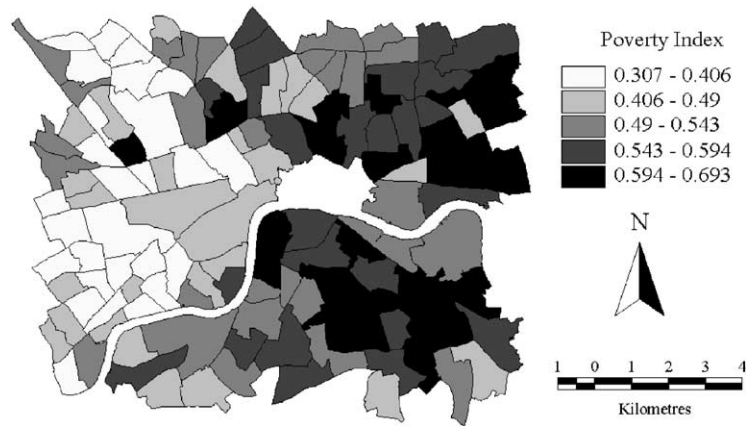 Poverty Index
0.307 - 0.406
0.406 - 0.49
0.49 - 0.543
0.543 - 0.594
0.594 - 0.693
N
1 0 1 2 3 4
Kilometres